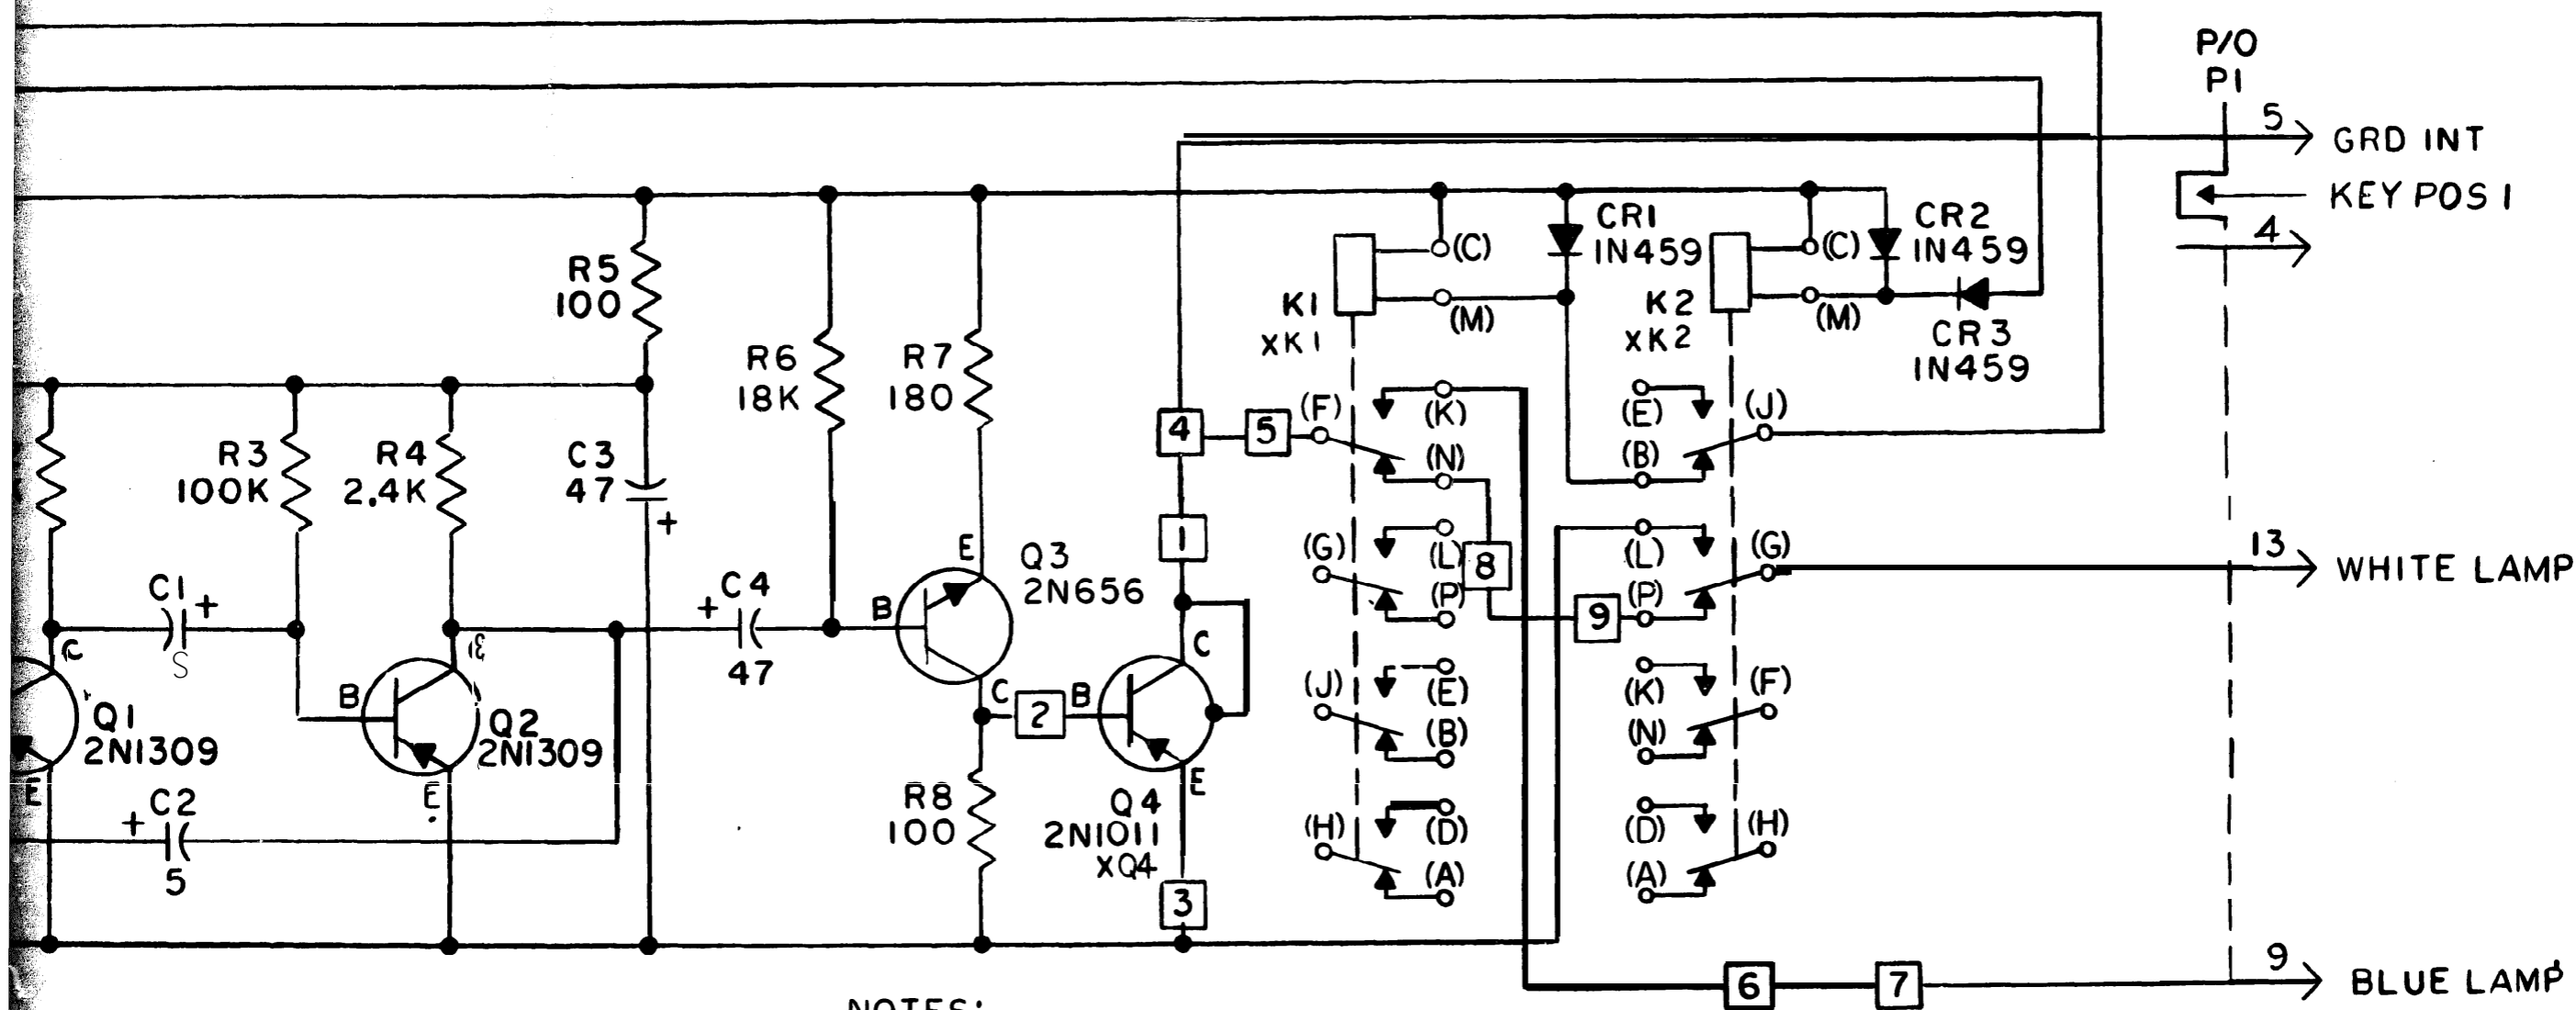 P/O
P1
5
GRD INT
KEY POS 1
4
R5
100
CR1
1N459
CR2
1N459
(C)
(C)
K1
XK1
(M)
K2
XK2
(M)
CR3
1N459
R6
18K
R7
180
R3
100K
R4
2.4K
C3
47
+
4
5
(F)
(K)
(N)
(E)
(B)
(J)
1
(G)
(L)
(P)
8
9
(L)
(P)
(G)
13
WHITE LAMP
C1
+
S
C
B
Q1
2N1309
E
Q2
2N1309
E
C2
+
5
C4
+
47
B
E
Q3
2N656
C
2
B
C
E
R8
100
Q4
2N1011
XQ4
3
(J)
(E)
(B)
(K)
(N)
(F)
(H)
(D)
(A)
(D)
(A)
(H)
6
7
9
BLUE LAMP
NOTES: